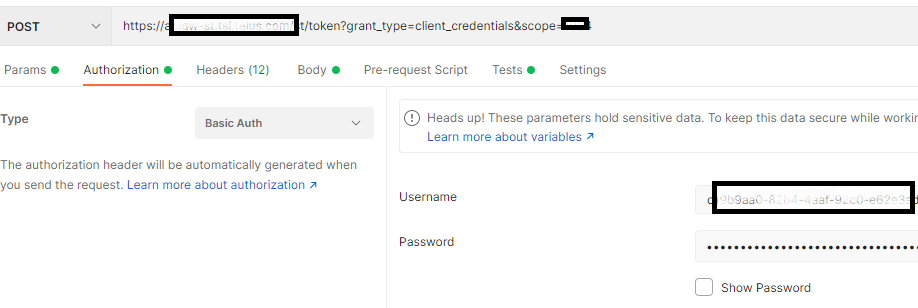 POST
https://a
st/token?grant_type=client_credentials&scope=
Params
Authorization
Headers (12)
Body
Pre-request Script
Tests
Settings
Type
Basic Auth
Heads up! These parameters hold sensitive data. To keep this data secure while workin
Learn more about variables ↗
The authorization header will be automatically generated when
you send the request. Learn more about authorization ↗
Username
Password
•••••••••••••••••••••••••••••
Show Password